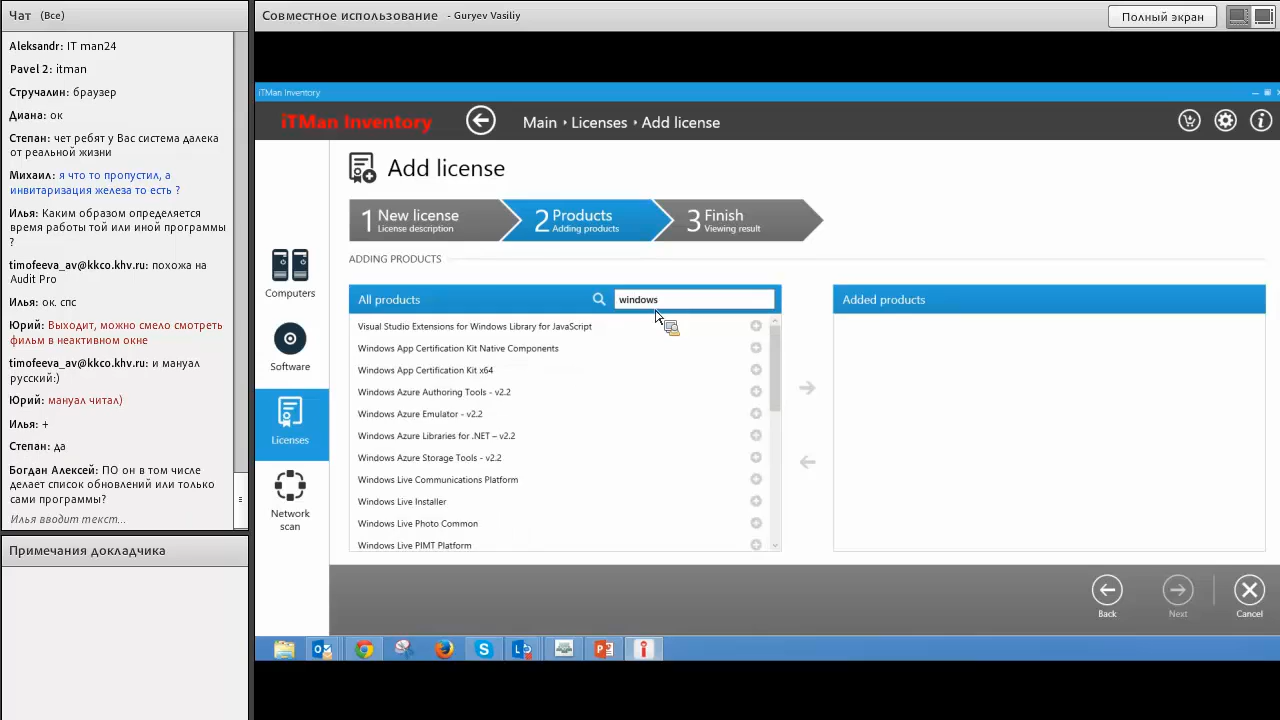 Чат (Все)
Aleksandr: IT man24
Pavel 2: itman
Стручалин: браузер
Диана: ок
Степан: чет ребят у Вас система далека
от реальной жизни
Михаил: я что то пропустил, а
инвитаризация железа то есть ?
Илья: Каким образом определяется
время работы той или иной программы
?
timofeeva_av@kkco.khv.ru: похожа на
Audit Pro
Илья: ок. спс
Юрий: Выходит, можно смело смотреть
фильм в неактивном окне
timofeeva_av@kkco.khv.ru: и мануал
русский:)
Юрий: мануал читал)
Илья: +
Степан: да
Богдан Алексей: ПО он в том числе
делает список обновлений или только
сами программы?
Илья вводит текст...
Примечания докладчика
Совместное использование - Guryev Vasiliy
Полный экран
iTMan Inventory
iTMan Inventory
Main • Licenses • Add license
Computers
Software
Licenses
Network
scan
Add license
1 New license
License description
2 Products
Adding products
3 Finish
Viewing result
ADDING PRODUCTS
All products
windows
Visual Studio Extensions for Windows Library for JavaScript
Windows App Certification Kit Native Components
Windows App Certification Kit x64
Windows Azure Authoring Tools - v2.2
Windows Azure Emulator - v2.2
Windows Azure Libraries for .NET – v2.2
Windows Azure Storage Tools - v2.2
Windows Live Communications Platform
Windows Live Installer
Windows Live Photo Common
Windows Live PIMT Platform
Added products
Back
Next
Cancel